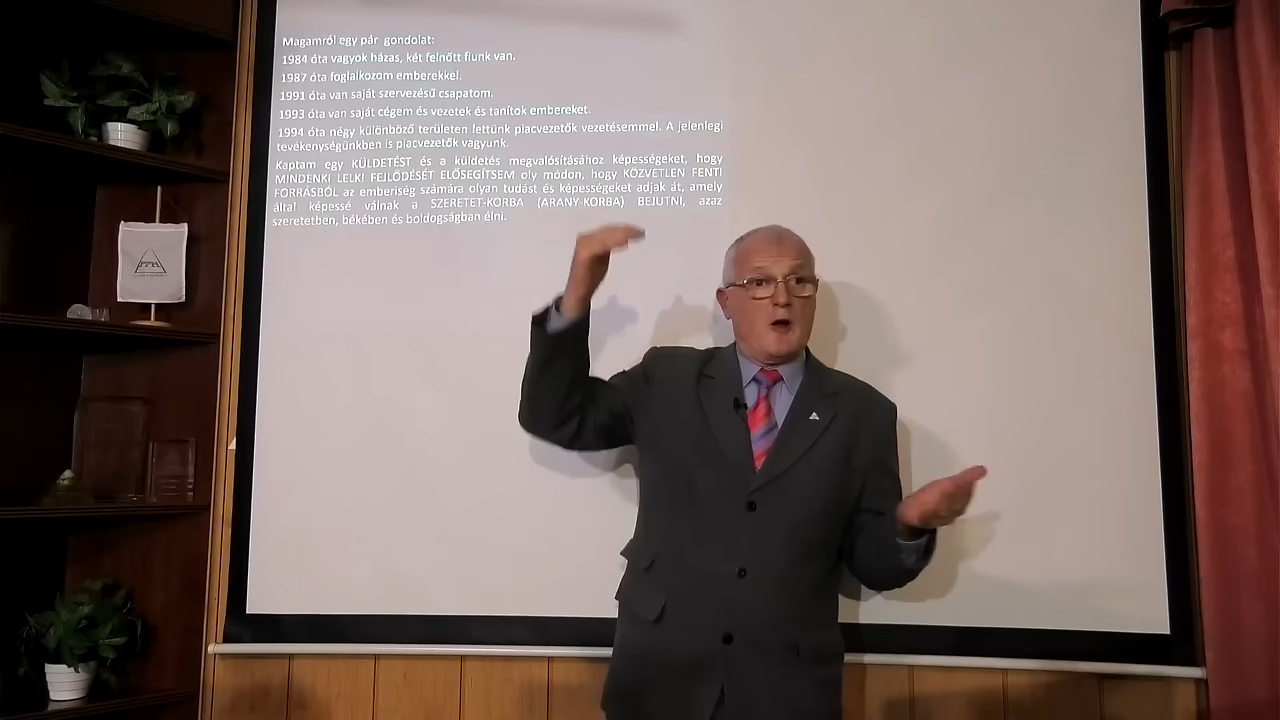 Magamról egy pár gondolat:
1984 óta vagyok házas, két felnőtt fiunk van.
1987 óta foglalkozom emberekkel.
1991 óta van saját szervezésű csapatom.
1993 óta van saját cégem és vezetek és tanítok embereket.
1994 óta négy különböző területen lettünk piacvezetők vezetésemmel. A jelenlegi
tevékenységünkben is piacvezetők vagyunk.
Kaptam egy KÜLDETÉST és a küldetés megvalósításához képességeket, hogy
MINDENKI LELKI FEJLŐDÉSÉT ELŐSEGÍTSEM oly módon, hogy KÖZVETLEN FENTI
FORRÁSBÓL az emberiség számára olyan tudást és képességeket adjak át, amely
által képessé válnak a SZERETET-KORBA (ARANY-KORBA) BEJUTNI, azaz
szeretetben, békében és boldogságban élni.